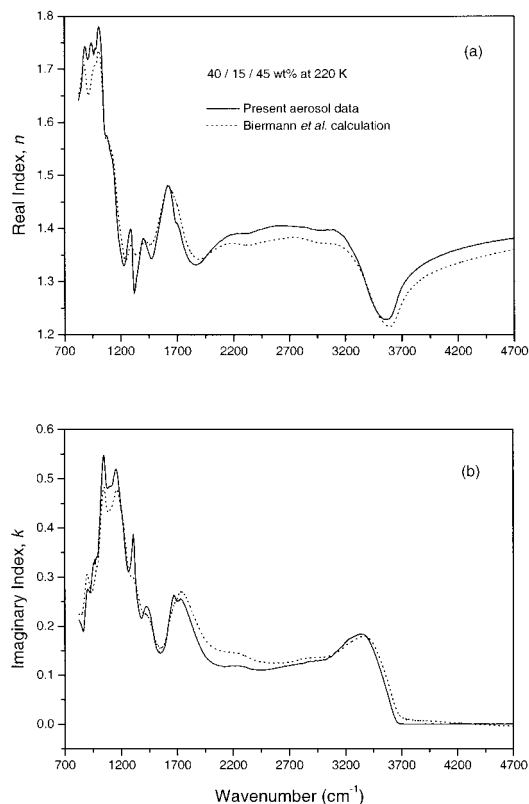 1.8
(a)
1.7
40 / 15 / 45 wt% at 220 K
Present aerosol data
1.6
Biermann et al. calculation
Real Index, n
1.5
1.4
1.3
1.2
700 1200 1700 2200 2700 3200 3700 4200 4700
0.6
(b)
0.5
0.4
Imaginary Index, k
0.3
0.2
0.1
0.0
700 1200 1700 2200 2700 3200 3700 4200 4700
Wavenumber (cm-1)